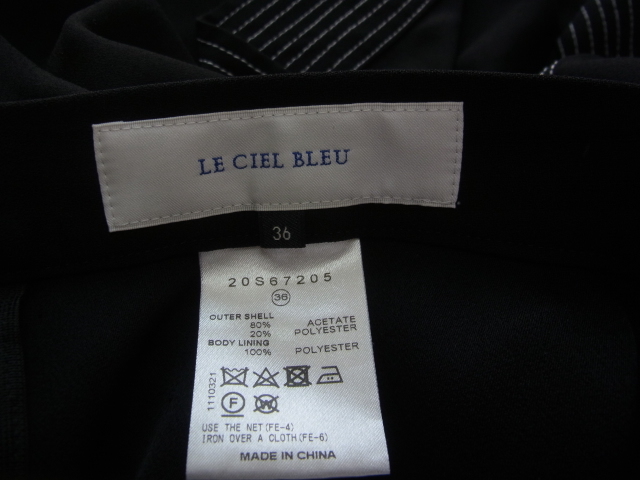 LE CIEL BLEU
36
20S67205
36
OUTER SHELL
80% ACETATE
20% POLYESTER
BODY LINING
100% POLYESTER
1110321
F W
USE THE NET(FE-4)
IRON OVER A CLOTH(FE-6)
MADE IN CHINA